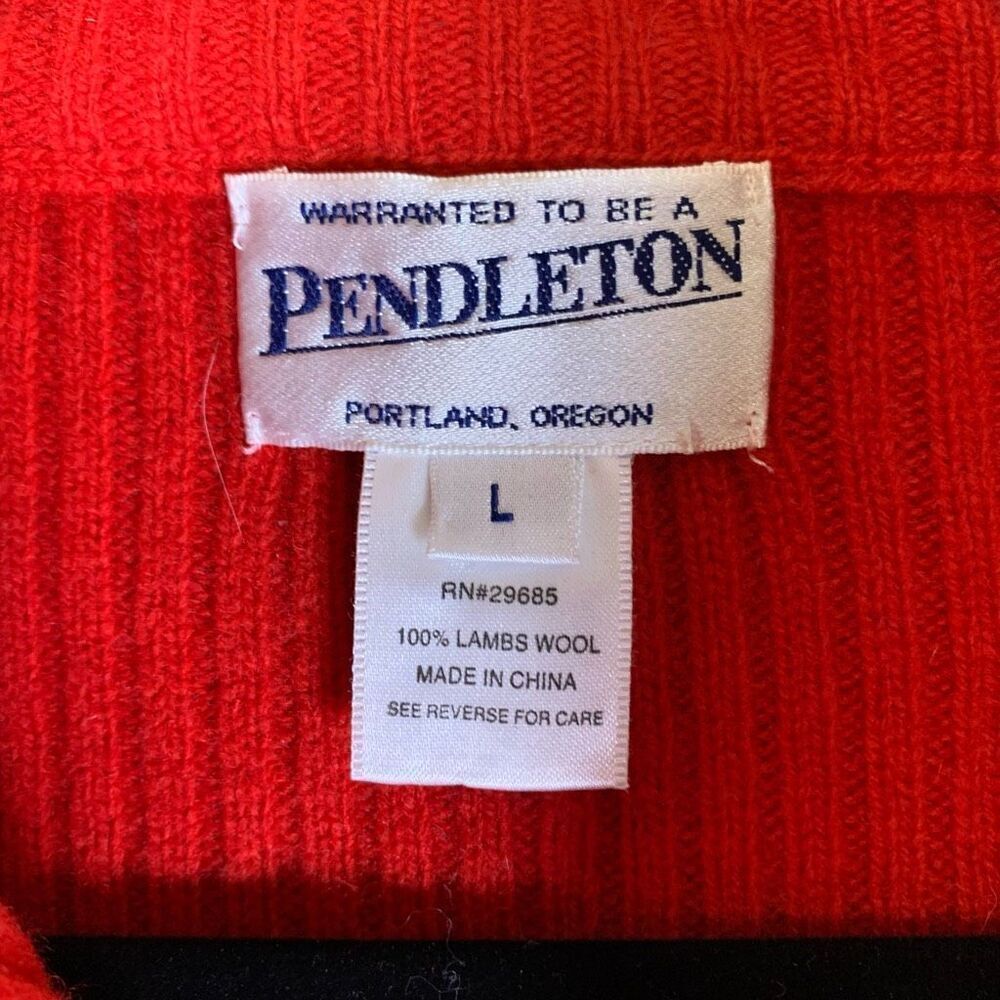 WARRANTED TO BE A
PENDLETON
PORTLAND, OREGON
L
RN#29685
100% LAMBS WOOL
MADE IN CHINA
SEE REVERSE FOR CARE